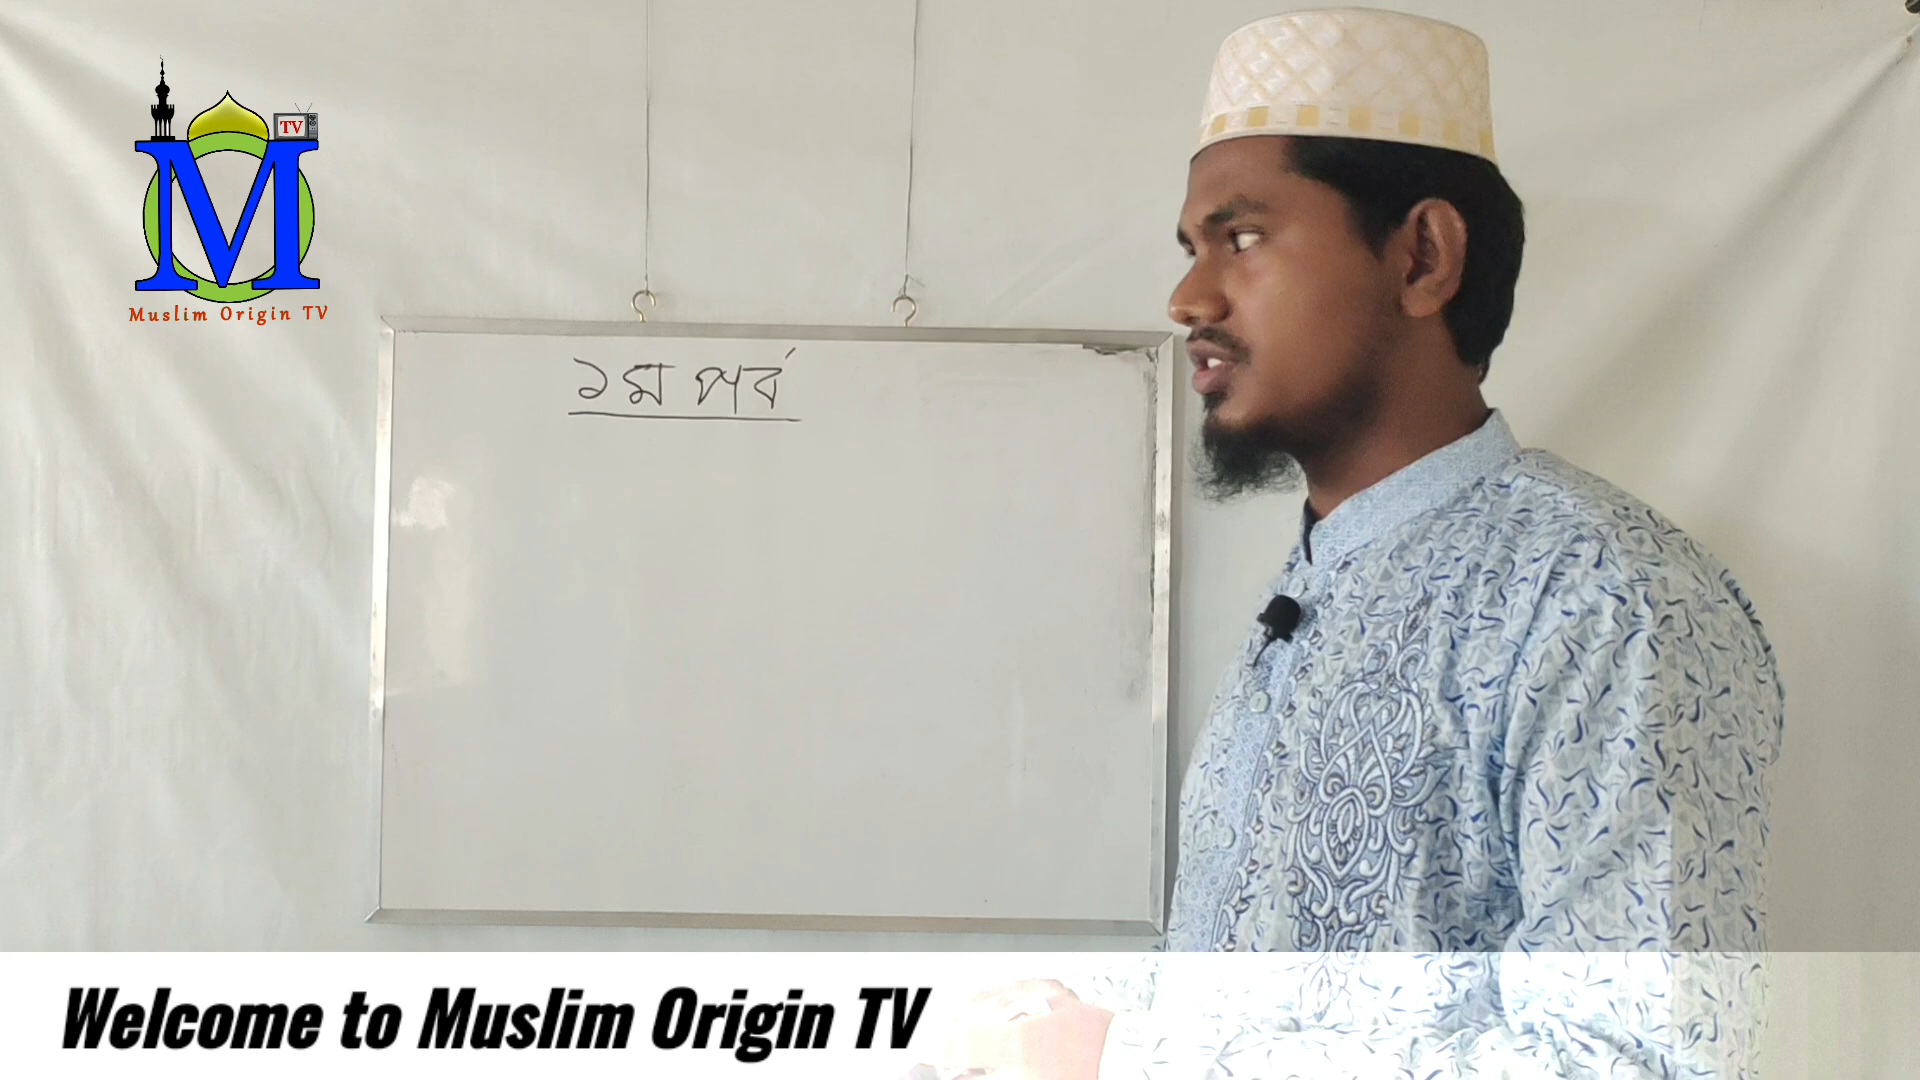 TV
M
Muslim Origin TV
১ম পর্ব
Welcome to Muslim Origin TV